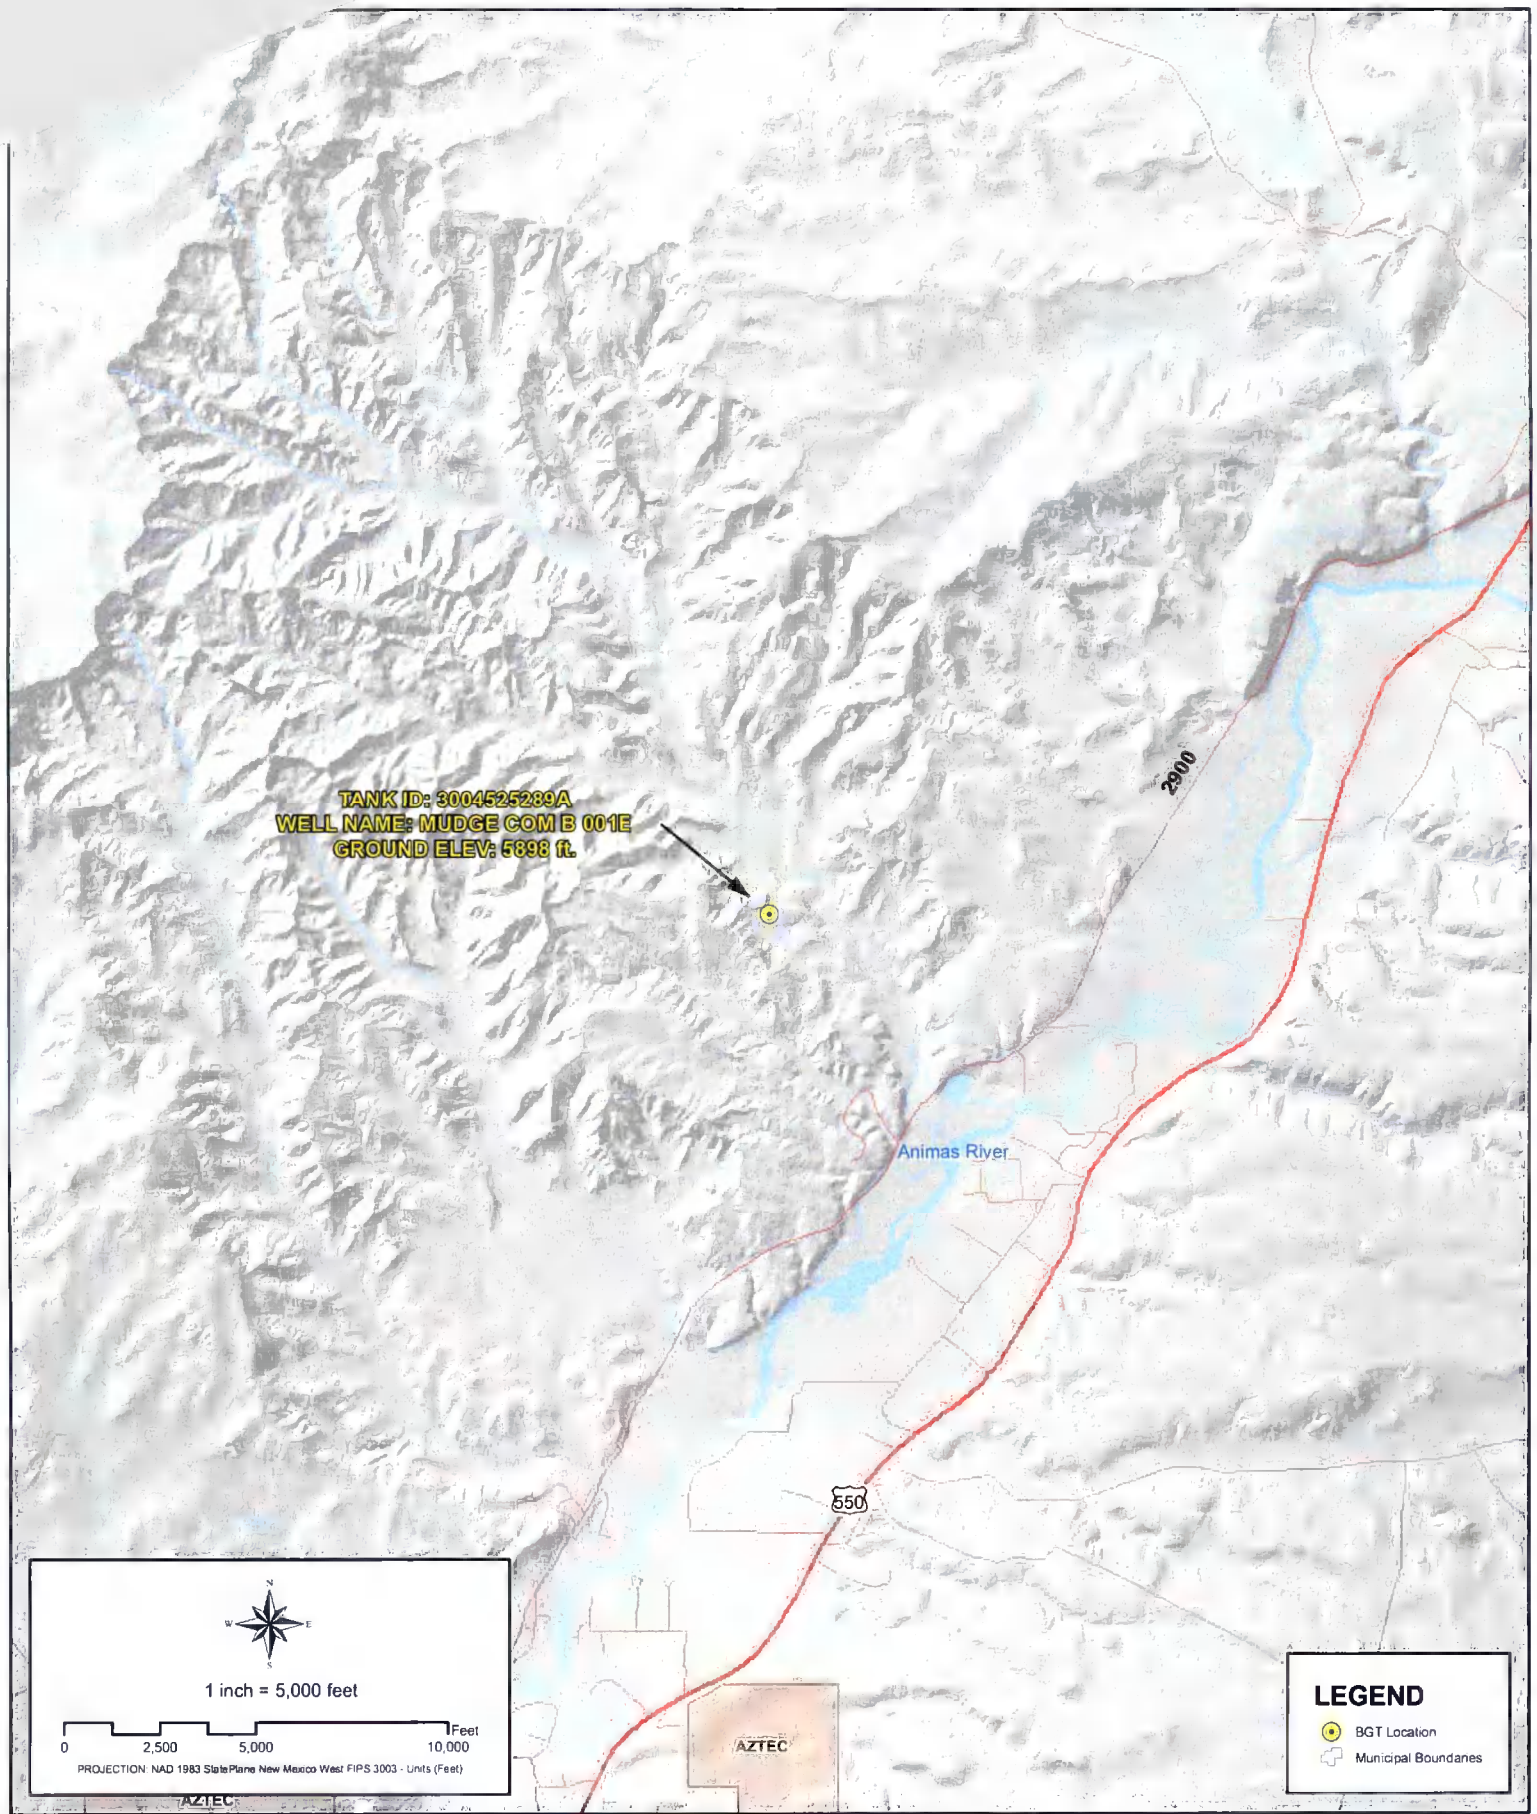 2900
TANK ID: 3004525289A
WELL NAME: MUDGE COM B 001E
GROUND ELEV: 5898 ft.
Animas River
550
N
W E
S
1 inch = 5,000 feet
Feet
0 2,500 5,000 10,000
PROJECTION: NAD 1983 StatePlane New Mexico West FIPS 3003 - Units (Feet)
AZTEC
AZTEC
LEGEND
BGT Location
Municipal Boundaries